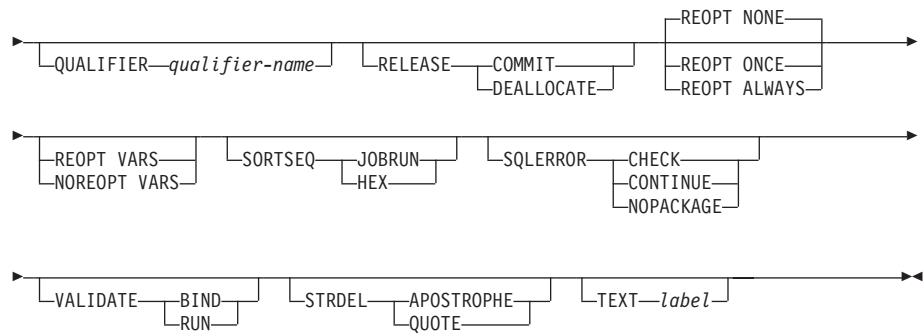 REOPT NONE
QUALIFIER qualifier-name RELEASE COMMIT REOPT ONCE
DEALLOCATE REOPT ALWAYS
REOPT VARS SORTSEQ JOBRUN SQLERROR CHECK
NOREOPT VARS HEX CONTINUE
NOPACKAGE
VALIDATE BIND STRDEL APOSTROPHE TEXT label
RUN QUOTE